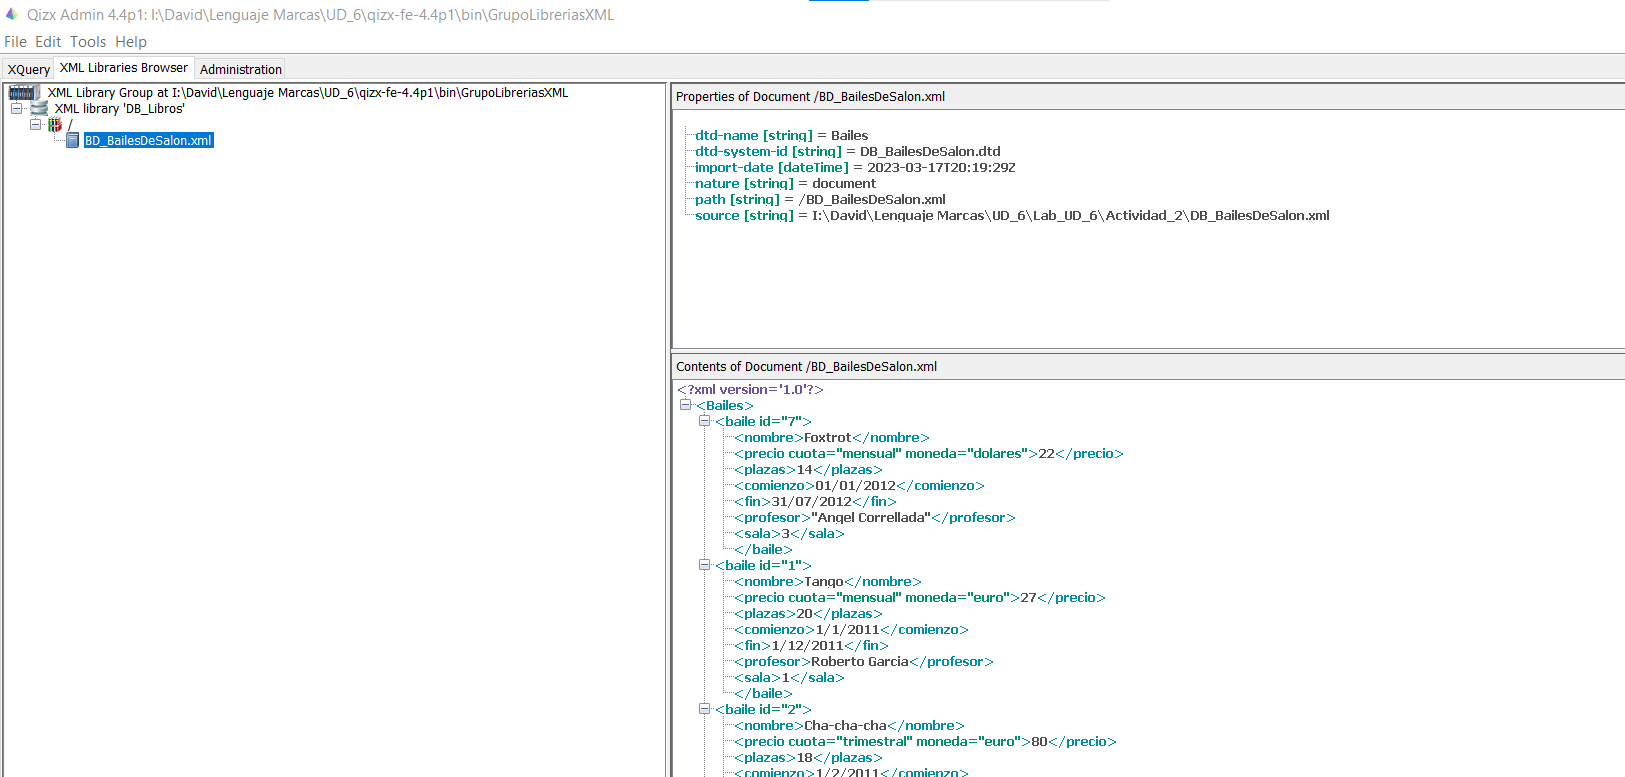 Qizx Admin 4.4p1: I:\David\Lenguaje Marcas\UD_6\qizx-fe-4.4p1\bin\GrupoLibreriasXML
File Edit Tools Help
XQuery XML Libraries Browser Administration
XML Library Group at I:\David\Lenguaje Marcas\UD_6\qizx-fe-4.4p1\bin\GrupoLibreriasXML
XML library 'DB_Libros'
/
BD_BailesDeSalon.xml
Properties of Document /BD_BailesDeSalon.xml
dtd-name [string] = Bailes
dtd-system-id [string] = DB_BailesDeSalon.dtd
import-date [dateTime] = 2023-03-17T20:19:29Z
nature [string] = document
path [string] = /BD_BailesDeSalon.xml
source [string] = I:\David\Lenguaje Marcas\UD_6\Lab_UD_6\Actividad_2\DB_BailesDeSalon.xml
Contents of Document /BD_BailesDeSalon.xml
<?xml version='1.0'?>
<Bailes>
<baile id="7">
<nombre>Foxtrot</nombre>
<precio cuota="mensual" moneda="dolares">22</precio>
<plazas>14</plazas>
<comienzo>01/01/2012</comienzo>
<fin>31/07/2012</fin>
<profesor>"Angel Correllada"</profesor>
<sala>3</sala>
</baile>
<baile id="1">
<nombre>Tango</nombre>
<precio cuota="mensual" moneda="euro">27</precio>
<plazas>20</plazas>
<comienzo>1/1/2011</comienzo>
<fin>1/12/2011</fin>
<profesor>Roberto Garcia</profesor>
<sala>1</sala>
</baile>
<baile id="2">
<nombre>Cha-cha-cha</nombre>
<precio cuota="trimestral" moneda="euro">80</precio>
<plazas>18</plazas>
<comienzo>1/2/2011</comienzo>